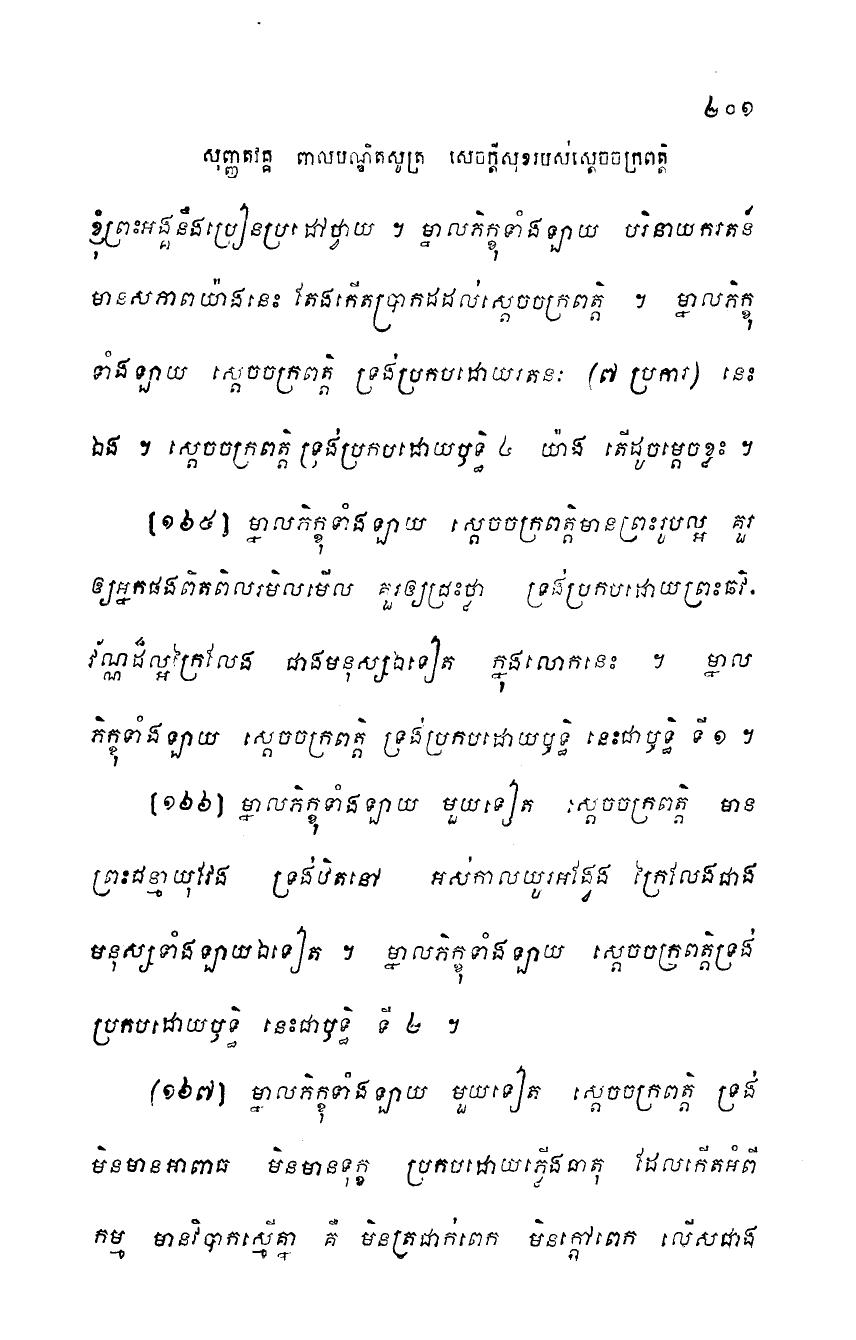 ២០១
សុញ្ញតវគ្គ ពាលបណ្ឌិតសូត្រ សេចក្តីសុខរបស់ស្តេចចក្រពត្តិ
ខ្ញុំព្រះអង្គនឹងប្រៀនប្រដៅថ្វាយ ។ ម្នាលភិក្ខុទាំងឡាយ បរិនាយករតន៍
មានសភាពយ៉ាងនេះ តែងកើតប្រាកដដល់ស្តេចចក្រពត្តិ ។ ម្នាលភិក្ខុ
ទាំងឡាយ ស្តេចចក្រពត្តិ ទ្រង់ប្រកបដោយរតនៈ (៧ ប្រការ) នេះ
ឯង ។ ស្តេចចក្រពត្តិ ទ្រង់ប្រកបដោយឫទ្ធិ ៤ យ៉ាង តើដូចម្តេចខ្លះ ។
[១៦៥] ម្នាលភិក្ខុទាំងឡាយ ស្តេចចក្រពត្តិមានព្រះរូបល្អ គួរ
ឲ្យអ្នកផងពិតពិលរមិលមើល គួរឲ្យជ្រះថ្លា ទ្រង់ប្រកបដោយព្រះឆវិ-
វ័ណ្ណដ៏ល្អក្រៃលែង ជាងមនុស្សឯទៀត ក្នុងលោកនេះ ។ ម្នាល
ភិក្ខុទាំងឡាយ ស្តេចចក្រពត្តិ ទ្រង់ប្រកបដោយឫទ្ធិ នេះជាឫទ្ធិ ទី ១ ។
[១៦៦] ម្នាលភិក្ខុទាំងឡាយ មួយទៀត ស្តេចចក្រពត្តិ មាន
ព្រះជន្មាយុវែង ទ្រង់ឋិតនៅ អស់កាលយូរអង្វែង ក្រៃលែងជាង
មនុស្សទាំងឡាយឯទៀត ។ ម្នាលភិក្ខុទាំងឡាយ ស្តេចចក្រពត្តិទ្រង់
ប្រកបដោយឫទ្ធិ នេះជាឫទ្ធិ ទី ២ ។
[១៦៧] ម្នាលភិក្ខុទាំងឡាយ មួយទៀត ស្តេចចក្រពត្តិ ទ្រង់
មិនមានអាពាធ មិនមានទុក្ខ ប្រកបដោយភ្លើងធាតុ ដែលកើតអំពី
កម្ម មានវិបាកស្មើគ្នា គឺ មិនត្រជាក់ពេក មិនក្តៅពេក លើសជាង